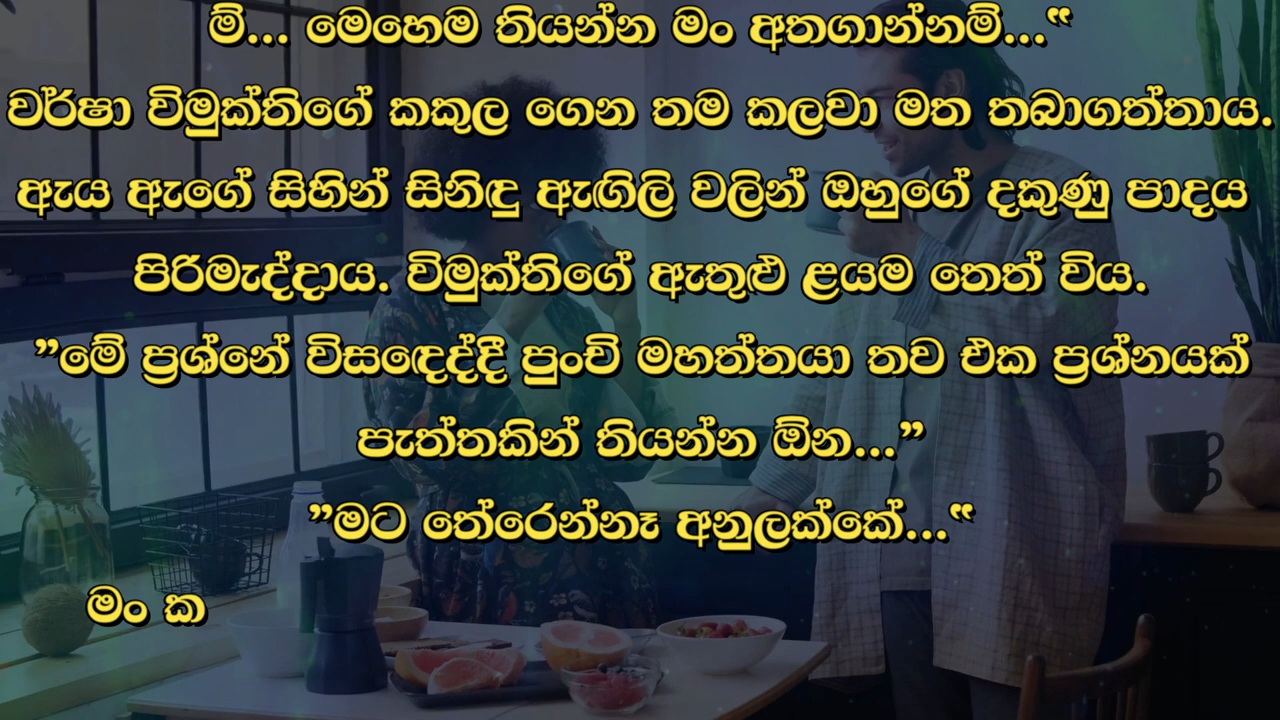 ම්... මෙහෙම තියන්න මං අතගාන්නම්...“
වර්ෂා විමුක්තිගේ කකුල ගෙන තම කලවා මත තබාගත්තාය.
ඇය ඇගේ සිහින් සිනිඳු ඇඟිලි වලින් ඔහුගේ දකුණු පාදය
පිරිමැද්දාය. විමුක්තිගේ ඇතුළු ළයම තෙත් විය.
”මේ ප්‍රශ්නේ විසඳෙද්දී පුංචි මහත්තයා තව එක ප්‍රශ්නයක්
පැත්තකින් තියන්න ඕන...”
”මට තේරෙන්නෑ අනුලක්කේ...“
මං ක